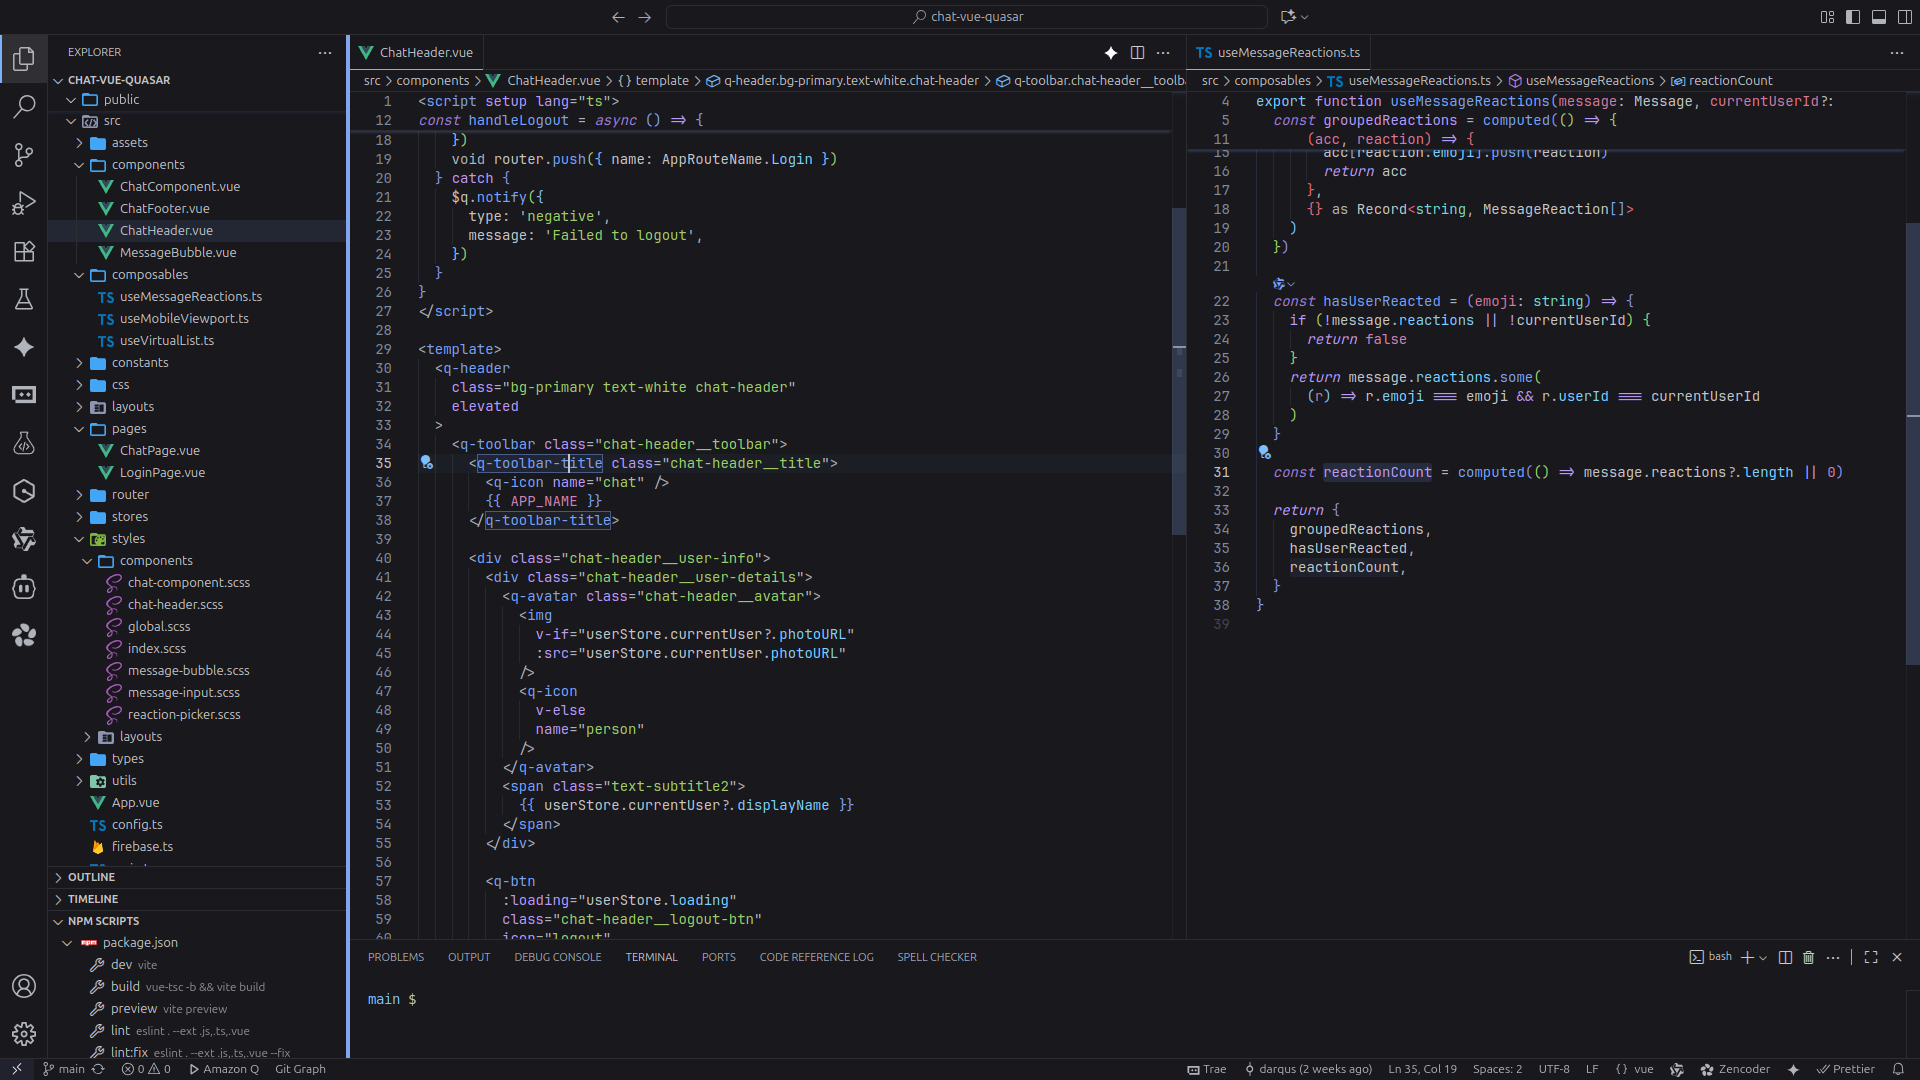 chat-vue-quasar
EXPLORER
CHAT-VUE-QUASAR
public
src
assets
components
ChatComponent.vue
ChatFooter.vue
ChatHeader.vue
MessageBubble.vue
composables
TS useMessageReactions.ts
TS useMobileViewport.ts
TS useVirtualList.ts
constants
css
layouts
pages
ChatPage.vue
LoginPage.vue
router
stores
styles
components
chat-component.scss
chat-header.scss
global.scss
index.scss
message-bubble.scss
message-input.scss
reaction-picker.scss
layouts
types
utils
App.vue
TS config.ts
firebase.ts
OUTLINE
TIMELINE
NPM SCRIPTS
npm package.json
dev vite
build vue-tsc -b && vite build
preview vite preview
lint eslint . --ext .js,.ts,.vue
lint:fix eslint . --ext .js,.ts,.vue --fix
ChatHeader.vue
src > components > ChatHeader.vue > {} template > q-header.bg-primary.text-white.chat-header > q-toolbar.chat-header__toolba
1 <script setup lang="ts">
12 const handleLogout = async () => {
18 })
19 void router.push({ name: AppRouteName.Login })
20 } catch {
21 $q.notify({
22 type: 'negative',
23 message: 'Failed to logout',
24 })
25 }
26 }
27 </script>
28
29 <template>
30 <q-header
31 class="bg-primary text-white chat-header"
32 elevated
33 >
34 <q-toolbar class="chat-header__toolbar">
35 <q-toolbar-title class="chat-header__title">
36 <q-icon name="chat" />
37 {{ APP_NAME }}
38 </q-toolbar-title>
39
40 <div class="chat-header__user-info">
41 <div class="chat-header__user-details">
42 <q-avatar class="chat-header__avatar">
43 <img
44 v-if="userStore.currentUser?.photoURL"
45 :src="userStore.currentUser.photoURL"
46 />
47 <q-icon
48 v-else
49 name="person"
50 />
51 </q-avatar>
52 <span class="text-subtitle2">
53 {{ userStore.currentUser?.displayName }}
54 </span>
55 </div>
56
57 <q-btn
58 :loading="userStore.loading"
59 class="chat-header__logout-btn"
60 icon="logout"
TS useMessageReactions.ts
src > composables > TS useMessageReactions.ts > useMessageReactions > reactionCount
4 export function useMessageReactions(message: Message, currentUserId?:
5 const groupedReactions = computed(() => {
11 (acc, reaction) => {
15 acc[reaction.emoji].push(reaction)
16 return acc
17 },
18 {} as Record<string, MessageReaction[]>
19 )
20 })
21
22 const hasUserReacted = (emoji: string) => {
23 if (!message.reactions || !currentUserId) {
24 return false
25 }
26 return message.reactions.some(
27 (r) => r.emoji === emoji && r.userId === currentUserId
28 )
29 }
30
31 const reactionCount = computed(() => message.reactions?.length || 0)
32
33 return {
34 groupedReactions,
35 hasUserReacted,
36 reactionCount,
37 }
38 }
39
PROBLEMS OUTPUT DEBUG CONSOLE TERMINAL PORTS CODE REFERENCE LOG SPELL CHECKER
bash
main $
main 0 0 Amazon Q Git Graph
Trae darqus (2 weeks ago) Ln 35, Col 19 Spaces: 2 UTF-8 LF {} vue Zencoder Prettier